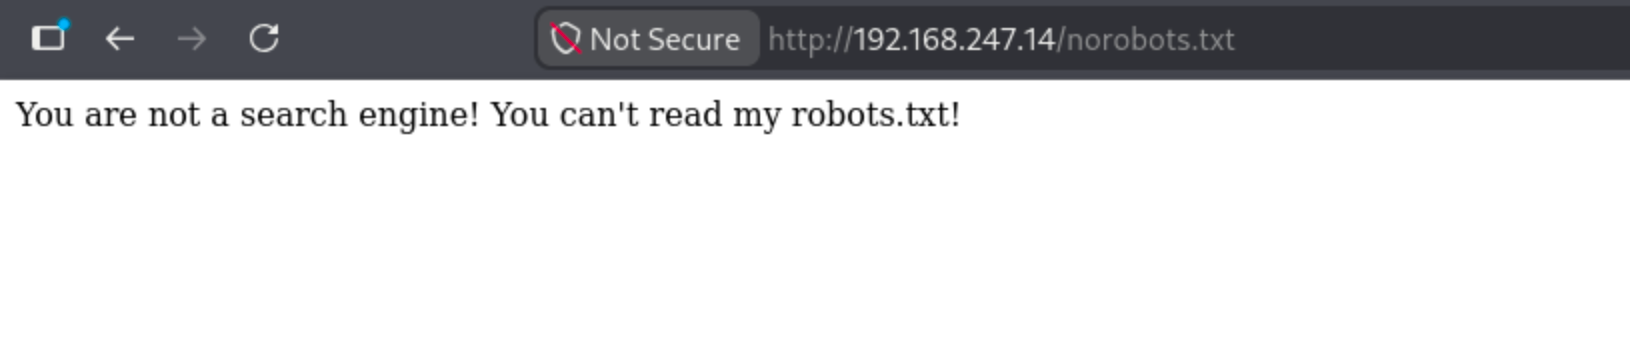 Not Secure http://192.168.247.14/norobots.txt
You are not a search engine! You can't read my robots.txt!